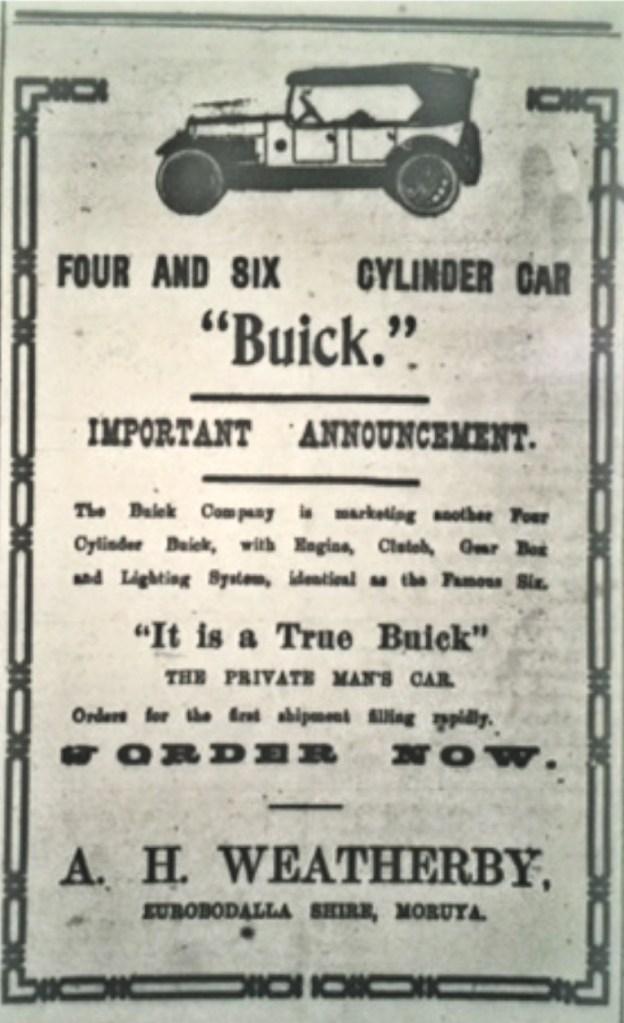 FOUR AND SIX CYLINDER CAR
"Buick."
IMPORTANT ANNOUNCEMENT.
The Buick Company is marketing another Four
Cylinder Buick, with Engine, Clutch, Gear Box
and Lighting System, identical as the Famous Six.
"It is a True Buick"
THE PRIVATE MAN'S CAR.
Orders for the first shipment filling rapidly.
ORDER NOW.
A. H. WEATHERBY,
EUROBODALLA SHIRE, MORUYA.